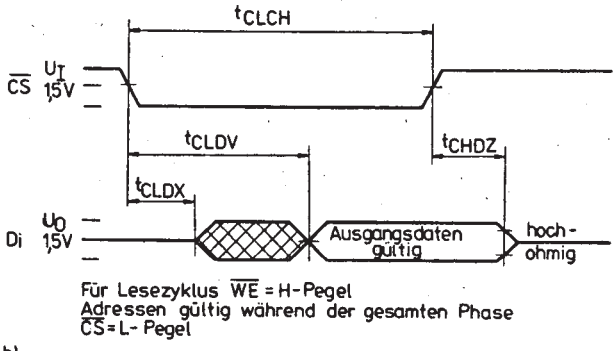 tCLCH
UI
CS 1,5V
tCLDV
tCHDZ
tCLDX
UO
Di 1,5V
Ausgangsdaten
gültig
hoch-
ohmig
Für Lesezyklus WE = H-Pegel
Adressen gültig während der gesamten Phase
CS = L- Pegel
b)